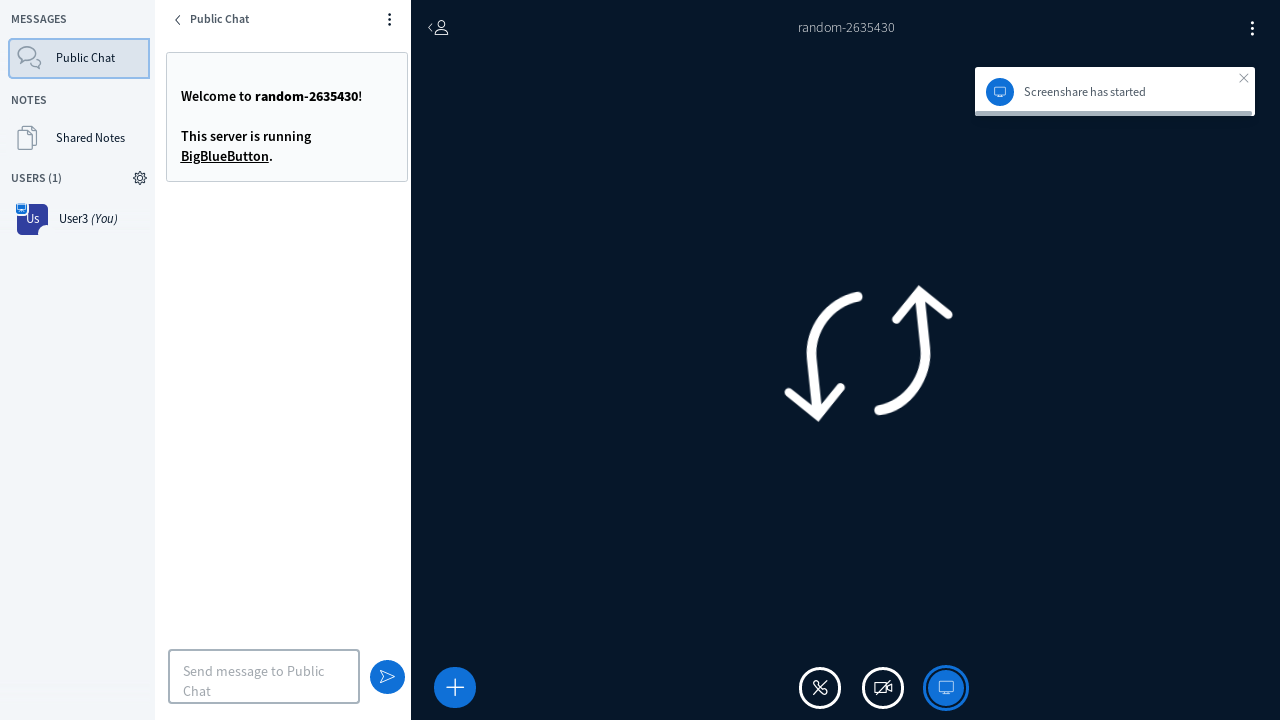 MESSAGES
Public Chat
NOTES
Shared Notes
USERS (1)
Us
User3 (You)
Public Chat
Welcome to random-2635430!
This server is running
BigBlueButton.
Send message to Public
Chat
random-2635430
Screenshare has started